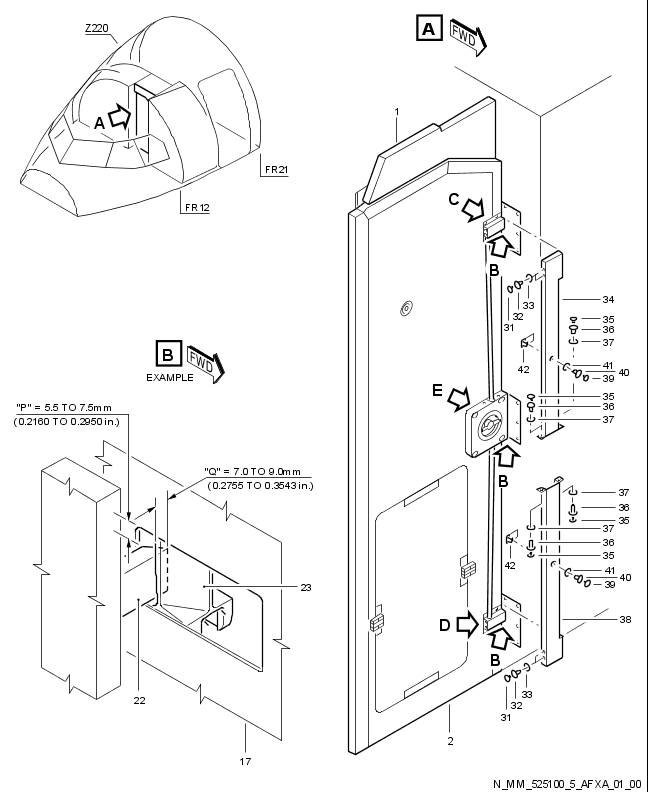 A
FWD
Z220
A
FR21
FR12
1
C
B
33
32
31
34
35
36
37
42
41
40
39
E
35
36
37
B
B
FWD
EXAMPLE
"P" = 5.5 TO 7.5mm
(0.2160 TO 0.2950 in.)
"Q" = 7.0 TO 9.0mm
(0.2755 TO 0.3543 in.)
23
22
17
37
36
35
37
36
35
42
41
40
39
38
D
B
33
32
31
2
N_MM_525100_5_AFXA_01_00